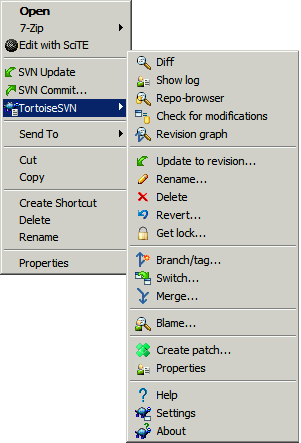 Open
7-Zip
Edit with SciTE
SVN Update
SVN Commit...
TortoiseSVN
Send To
Cut
Copy
Create Shortcut
Delete
Rename
Properties
Diff
Show log
Repo-browser
Check for modifications
Revision graph
Update to revision...
Rename...
Delete
Revert...
Get lock...
Branch/tag...
Switch...
Merge...
Blame...
Create patch...
Properties
Help
Settings
About